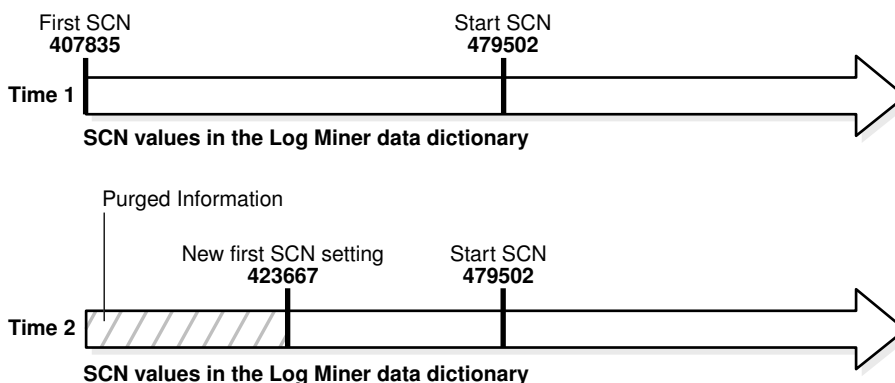 First SCN
407835
Start SCN
479502
Time 1
SCN values in the Log Miner data dictionary
Purged Information
New first SCN setting
423667
Start SCN
479502
Time 2
SCN values in the Log Miner data dictionary